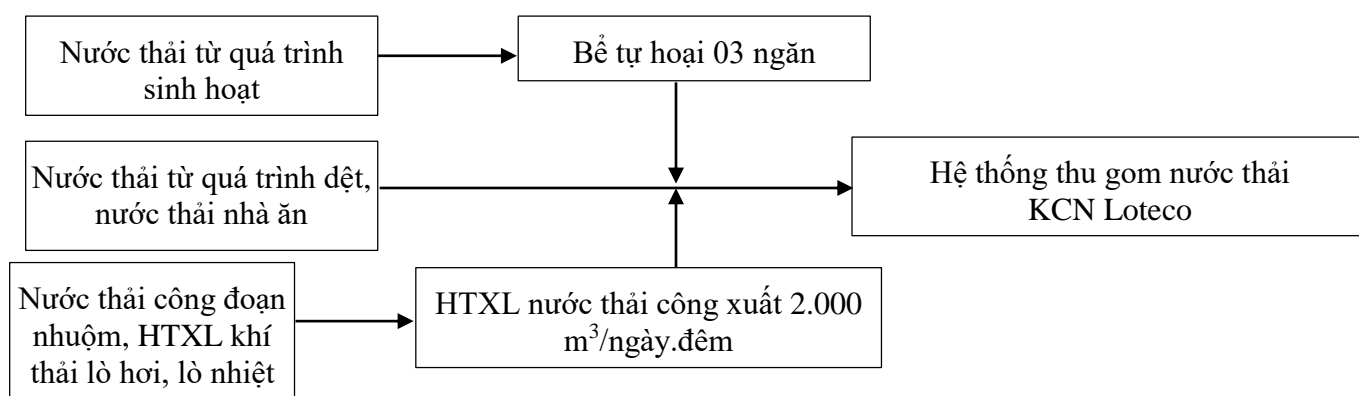 Nước thải từ quá trình
sinh hoạt
Bể tự hoại 03 ngăn
Nước thải từ quá trình dệt,
nước thải nhà ăn
Hệ thống thu gom nước thải
KCN Loteco
Nước thải công đoạn
nhuộm, HTXL khí
thải lò hơi, lò nhiệt
HTXL nước thải công xuất 2.000
m³/ngày.đêm